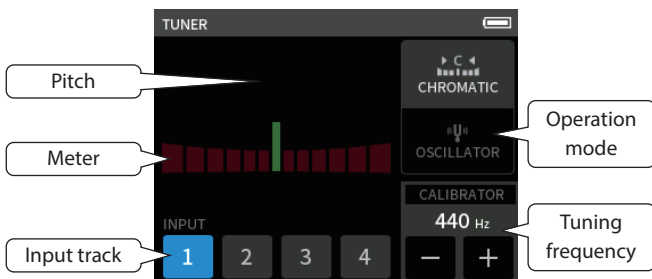 TUNER
Pitch
C
CHROMATIC
Operation
mode
OSCILLATOR
Meter
CALIBRATOR
440 Hz
Tuning
frequency
INPUT
Input track
1 2 3 4
− +